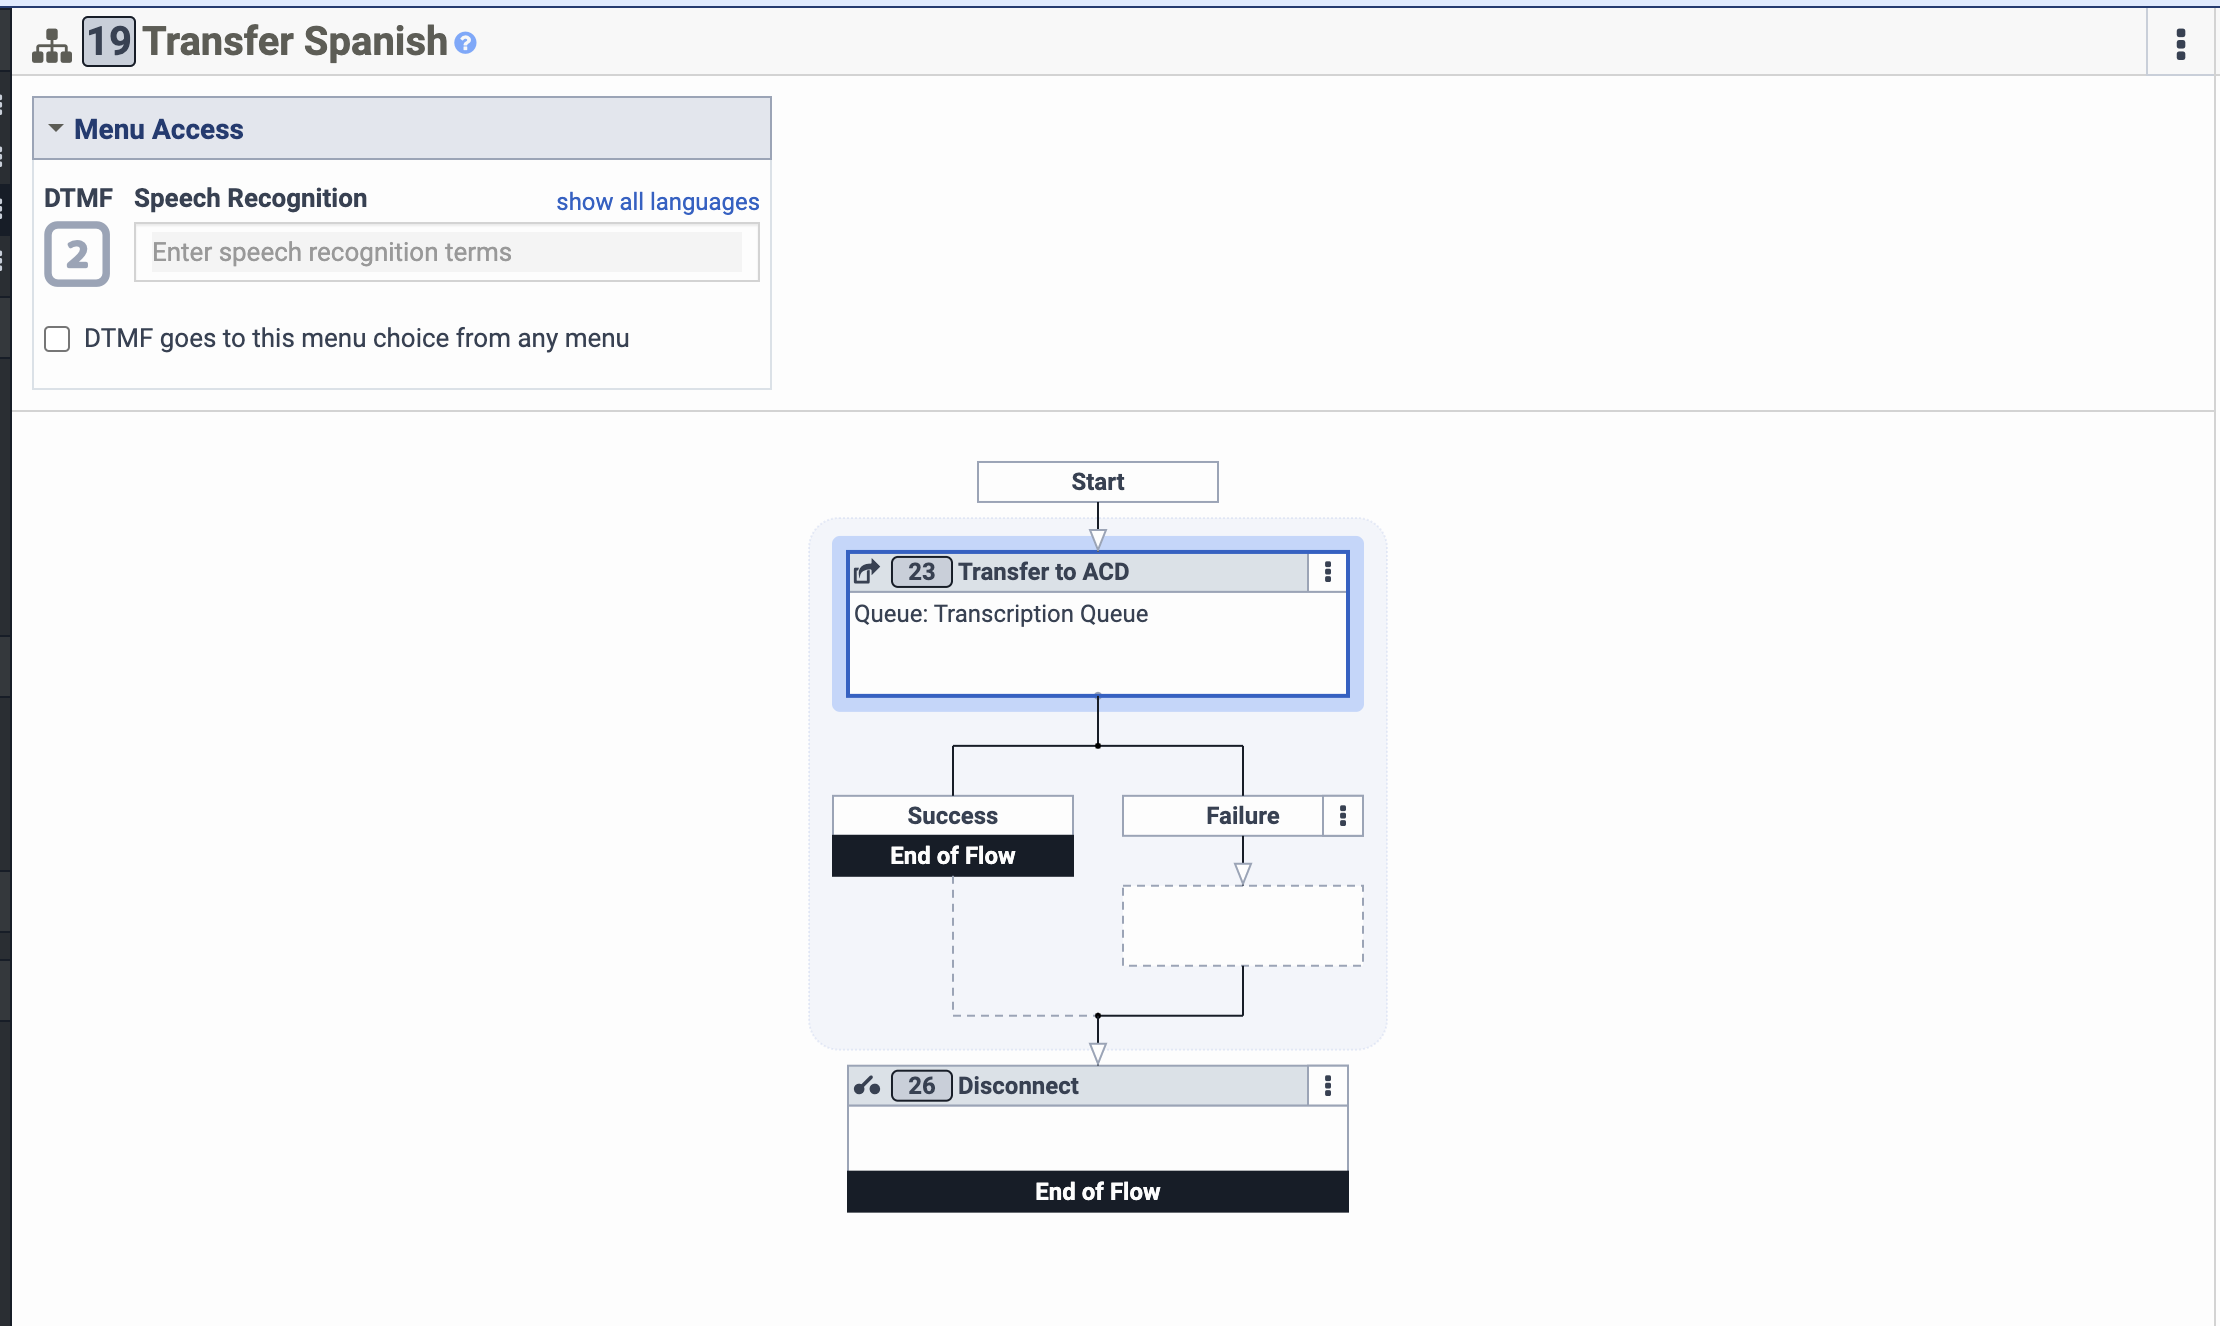 19 Transfer Spanish ?
Menu Access
DTMF Speech Recognition show all languages
2 Enter speech recognition terms
DTMF goes to this menu choice from any menu
Start
23 Transfer to ACD
Queue: Transcription Queue
Success Failure
End of Flow
26 Disconnect
End of Flow